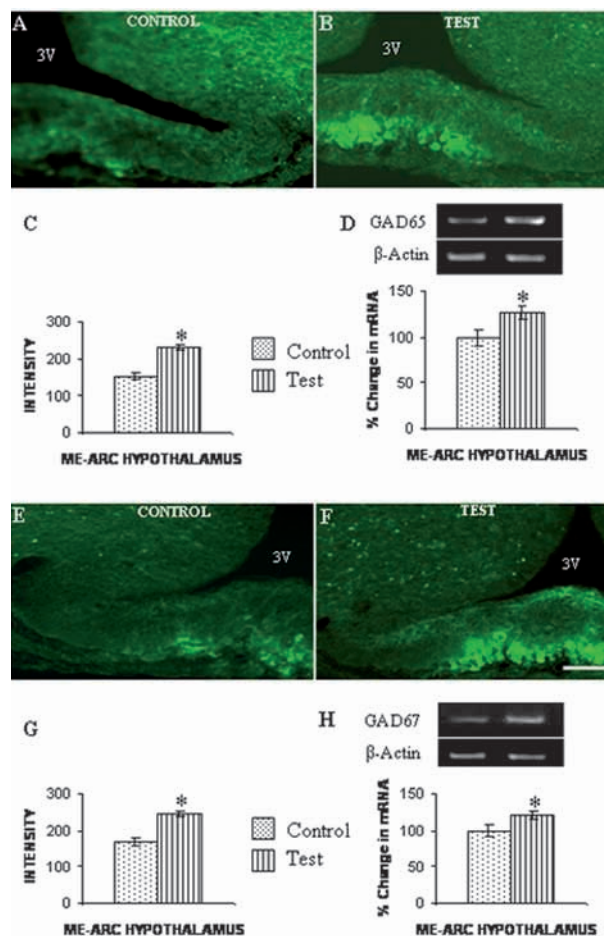 A CONTROL
3V
B TEST
3V
C
D GAD65
β-Actin
300
200
100
0
INTENSITY
*
ME-ARC HYPOTHALAMUS
Control
Test
150
100
50
0
% Change in mRNA
*
ME-ARC HYPOTHALAMUS
E CONTROL
3V
F TEST
3V
G
H GAD67
β-Actin
300
200
100
0
INTENSITY
*
ME-ARC HYPOTHALAMUS
Control
Test
150
100
50
0
% Change in mRNA
*
ME-ARC HYPOTHALAMUS